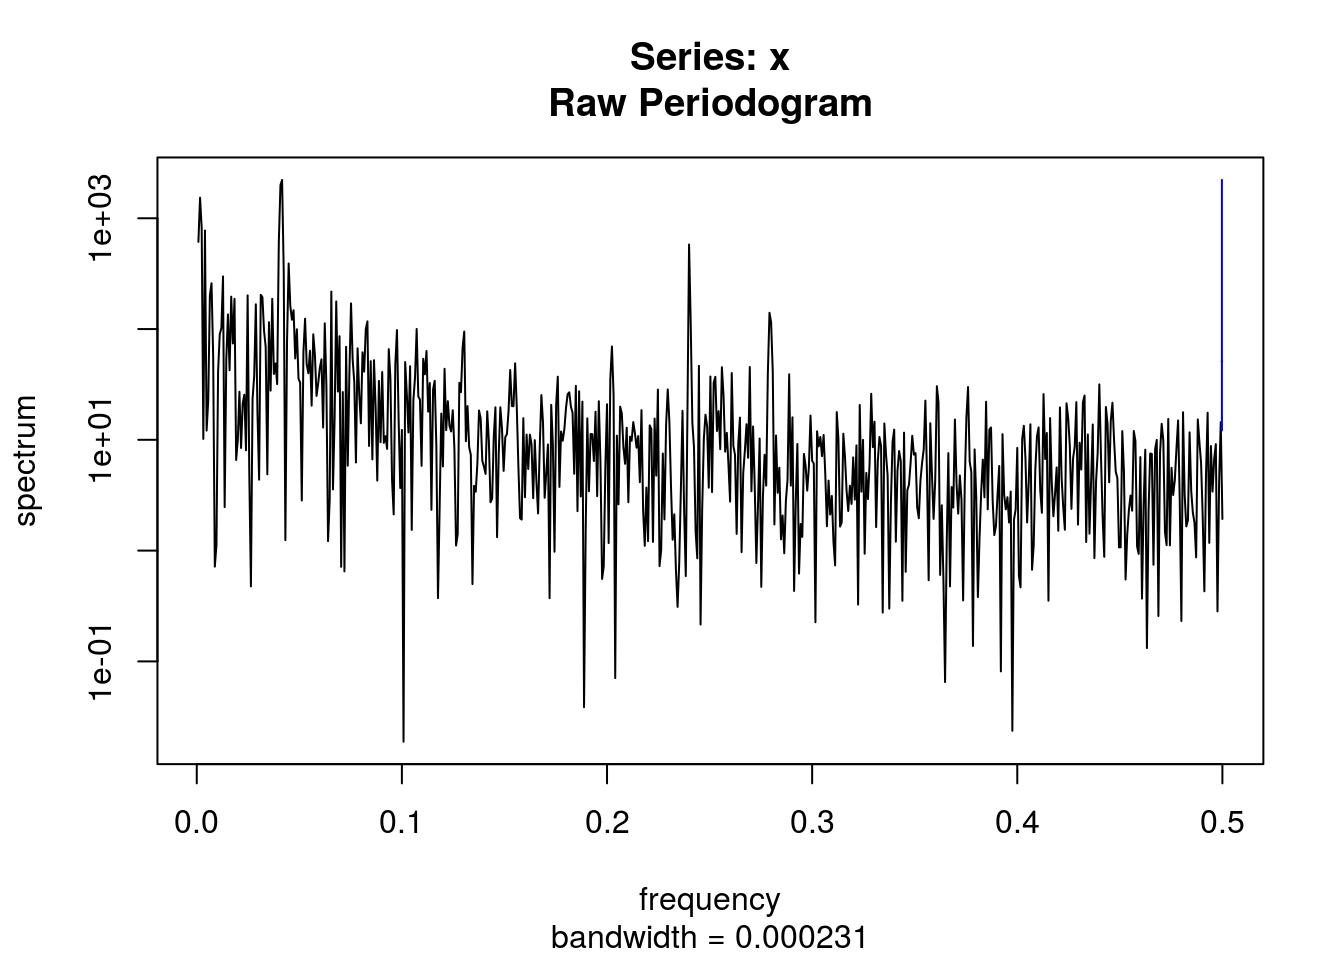 Series: x
Raw Periodogram
spectrum
1e+03
1e+01
1e-01
0.0 0.1 0.2 0.3 0.4 0.5
frequency
bandwidth = 0.000231